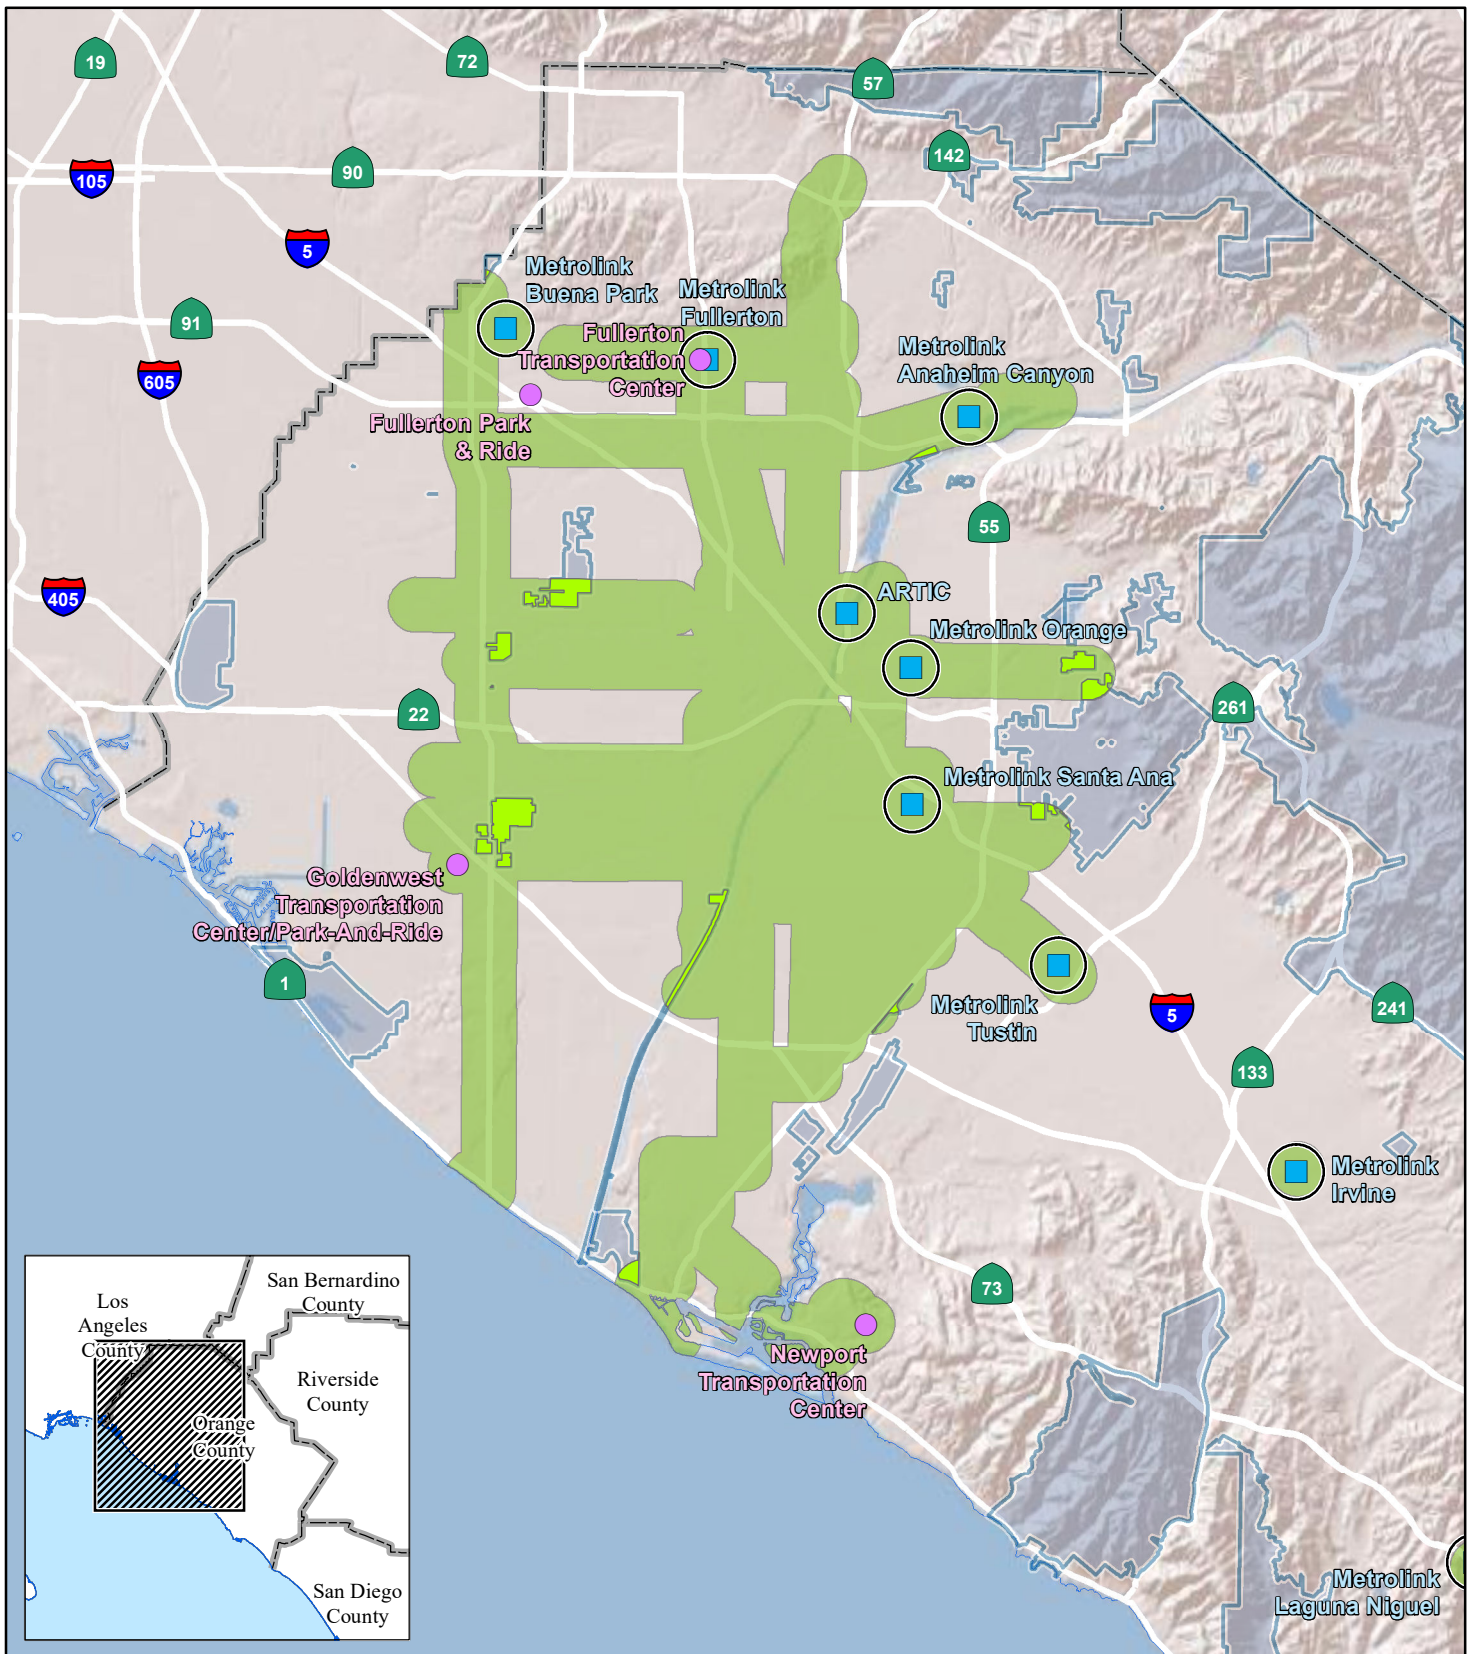 19
72
57
142
105
90
5
Metrolink
Buena Park
Metrolink
Fullerton
91
Fullerton
Transportation
Center
Metrolink
Anaheim Canyon
605
Fullerton Park
& Ride
55
405
ARTIC
Metrolink Orange
22
261
Metrolink Santa Ana
Goldenwest
Transportation
Center/Park-And-Ride
1
Metrolink
Tustin
5
241
133
Metrolink
Irvine
73
Newport
Transportation
Center
Metrolink
Laguna Niguel
San Bernardino
County
Los
Angeles
County
Riverside
County
Orange
County
San Diego
County